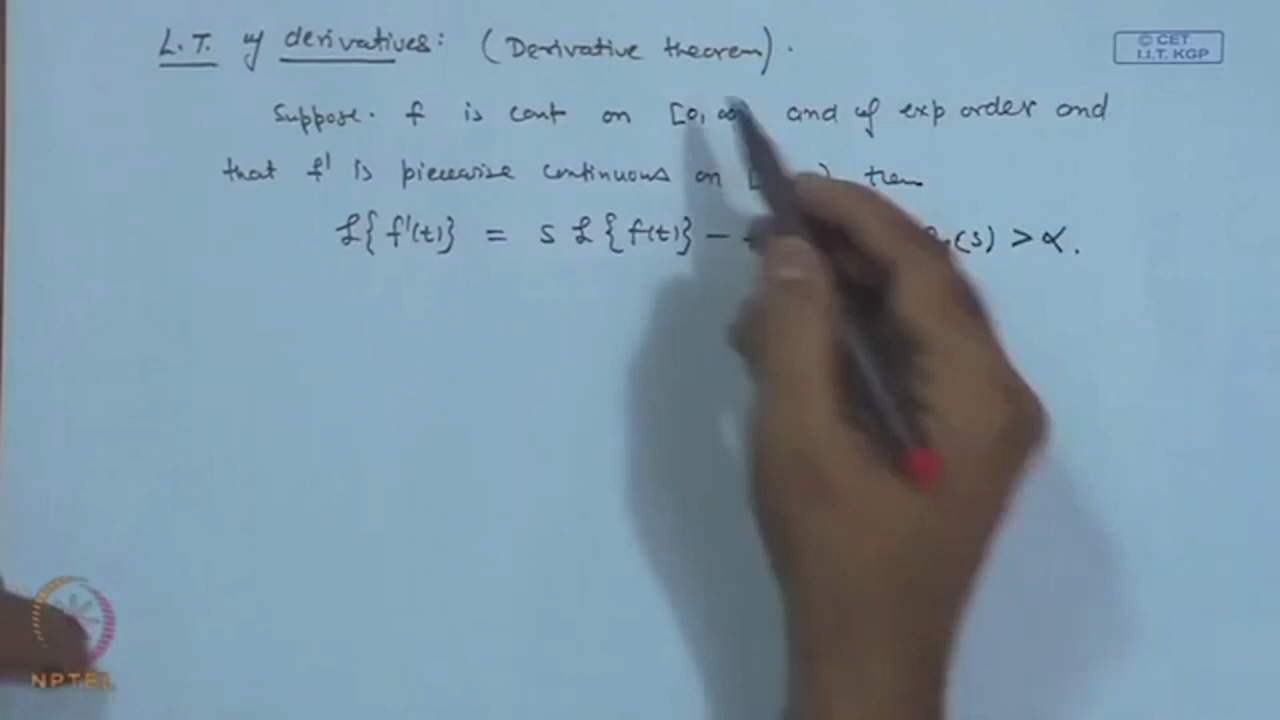 L.T. of derivatives: (Derivative theorem).
© CET
I.I.T. KGP
Suppose. f is cont on [0, ∞ and of exp order and
that f' is piecewise continuous on [ ) then
ℒ{f'(t)} = s ℒ{f(t)} - (s) > α.
NPTEL